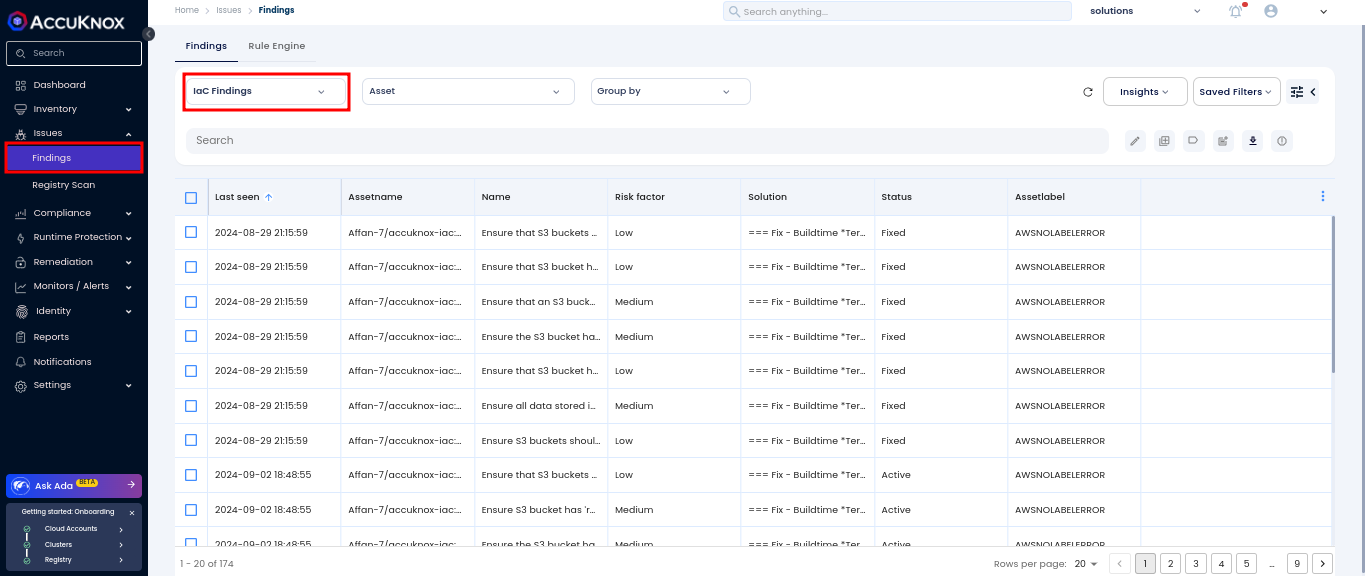 ACCUKNOX
Search
Dashboard
Inventory
Issues
Findings
Registry Scan
Compliance
Runtime Protection
Remediation
Monitors / Alerts
Identity
Reports
Notifications
Settings
Ask Ada BETA
Getting started: Onboarding
Cloud Accounts
Clusters
Registry
Home > Issues > Findings
Search anything...
solutions
Findings Rule Engine
IaC Findings Asset Group by Insights Saved Filters
Search
Last seen Assetname Name Risk factor Solution Status Assetlabel
2024-08-29 21:15:59 Affan-7/accuknox-iac:... Ensure that S3 buckets ... Low === Fix - Buildtime *Ter... Fixed AWSNOLABELERROR
2024-08-29 21:15:59 Affan-7/accuknox-iac:... Ensure that S3 bucket h... Low === Fix - Buildtime *Ter... Fixed AWSNOLABELERROR
2024-08-29 21:15:59 Affan-7/accuknox-iac:... Ensure that an S3 buck... Medium === Fix - Buildtime *Ter... Fixed AWSNOLABELERROR
2024-08-29 21:15:59 Affan-7/accuknox-iac:... Ensure the S3 bucket ha... Medium === Fix - Buildtime *Ter... Fixed AWSNOLABELERROR
2024-08-29 21:15:59 Affan-7/accuknox-iac:... Ensure that S3 bucket h... Low === Fix - Buildtime *Ter... Fixed AWSNOLABELERROR
2024-08-29 21:15:59 Affan-7/accuknox-iac:... Ensure all data stored i... Medium === Fix - Buildtime *Ter... Fixed AWSNOLABELERROR
2024-08-29 21:15:59 Affan-7/accuknox-iac:... Ensure S3 buckets shoul... Low === Fix - Buildtime *Ter... Fixed AWSNOLABELERROR
2024-09-02 18:48:55 Affan-7/accuknox-iac:... Ensure that S3 buckets ... Low === Fix - Buildtime *Ter... Active AWSNOLABELERROR
2024-09-02 18:48:55 Affan-7/accuknox-iac:... Ensure S3 bucket has 'r... Medium === Fix - Buildtime *Ter... Active AWSNOLABELERROR
2024-09-02 18:48:55 Affan-7/accuknox-iac:... Ensure the S3 bucket ha... Medium === Fix - Buildtime *Ter... Active AWSNOLABELERROR
1 - 20 of 174 Rows per page: 20 < 1 2 3 4 5 ... 9 >